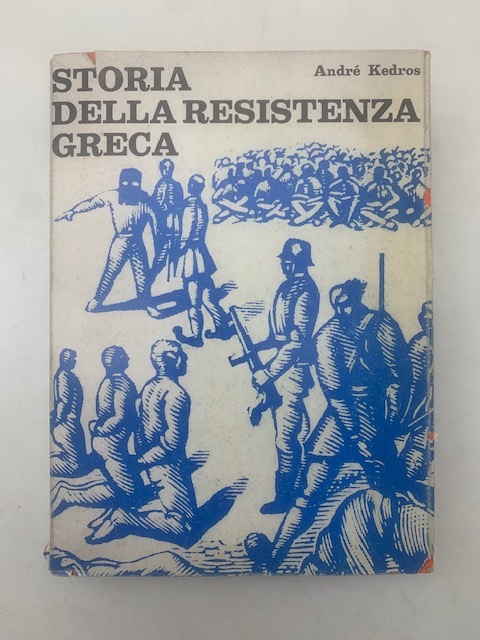 André Kedros
STORIA
DELLA RESISTENZA
GRECA